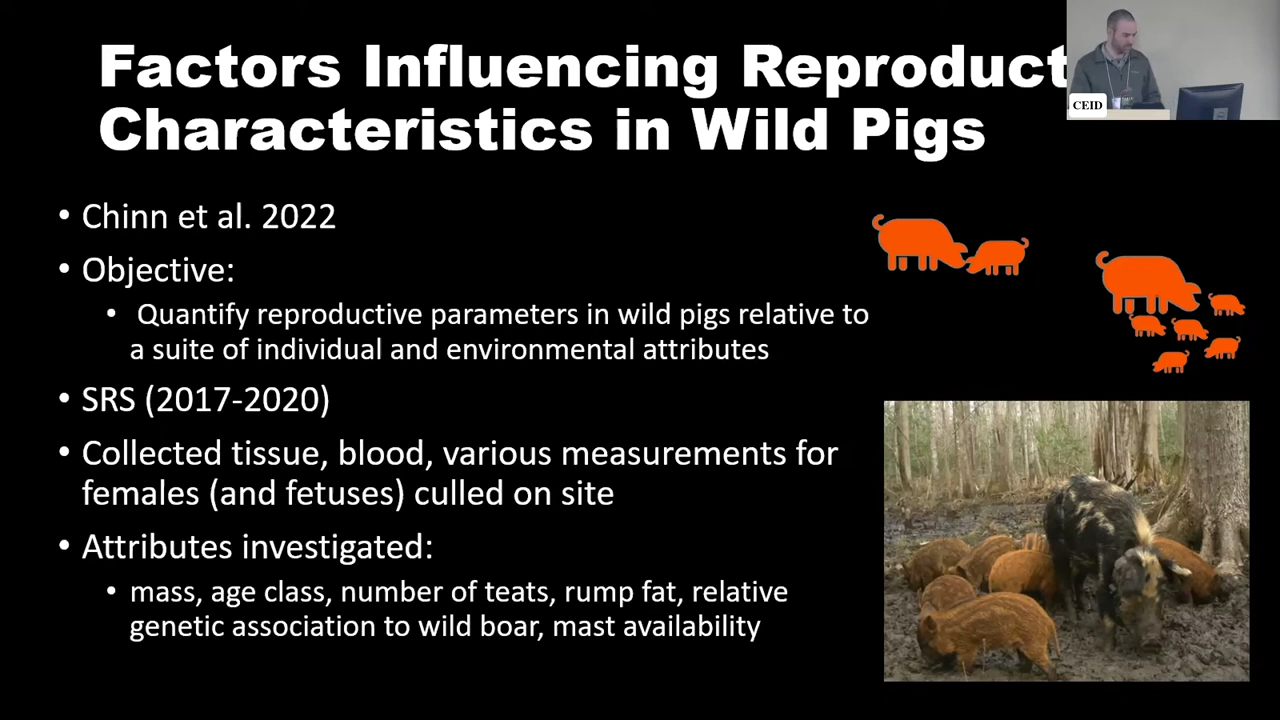 Factors Influencing Reproduct
Characteristics in Wild Pigs
CEID
• Chinn et al. 2022
• Objective:
• Quantify reproductive parameters in wild pigs relative to
a suite of individual and environmental attributes
• SRS (2017-2020)
• Collected tissue, blood, various measurements for
females (and fetuses) culled on site
• Attributes investigated:
• mass, age class, number of teats, rump fat, relative
genetic association to wild boar, mast availability